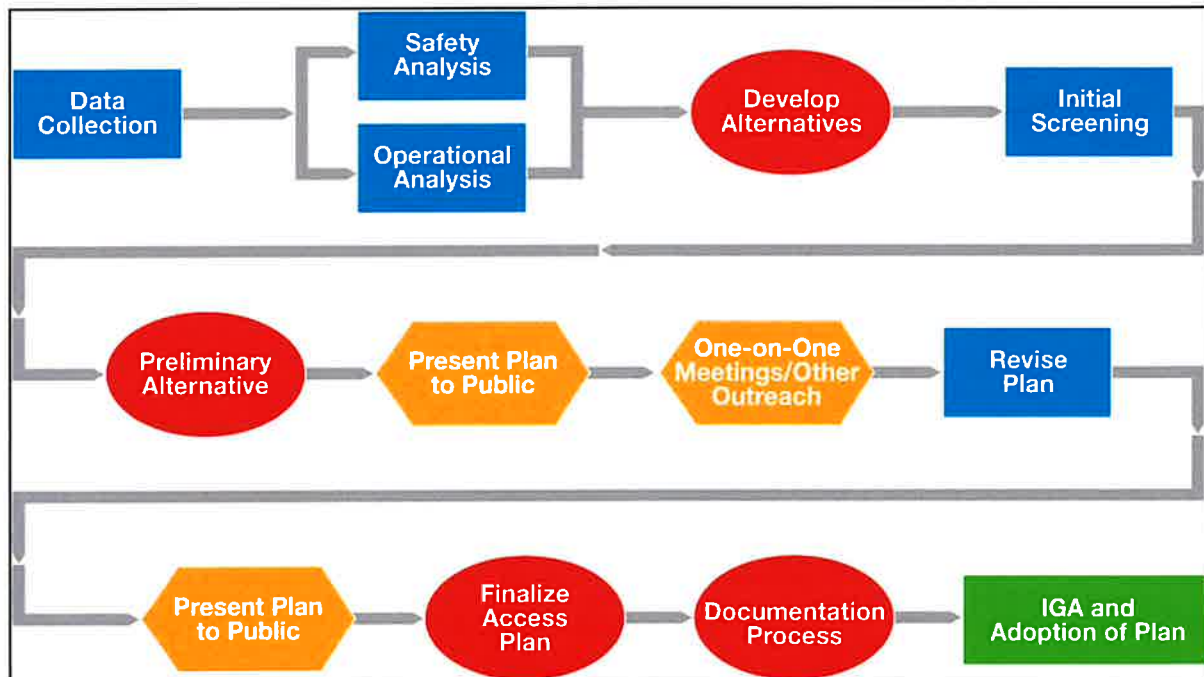 Data
Collection
Safety
Analysis
Operational
Analysis
Develop
Alternatives
Initial
Screening
Preliminary
Alternative
Present Plan
to Public
One-on-One
Meetings/Other
Outreach
Revise
Plan
Present Plan
to Public
Finalize
Access
Plan
Documentation
Process
IGA and
Adoption of Plan